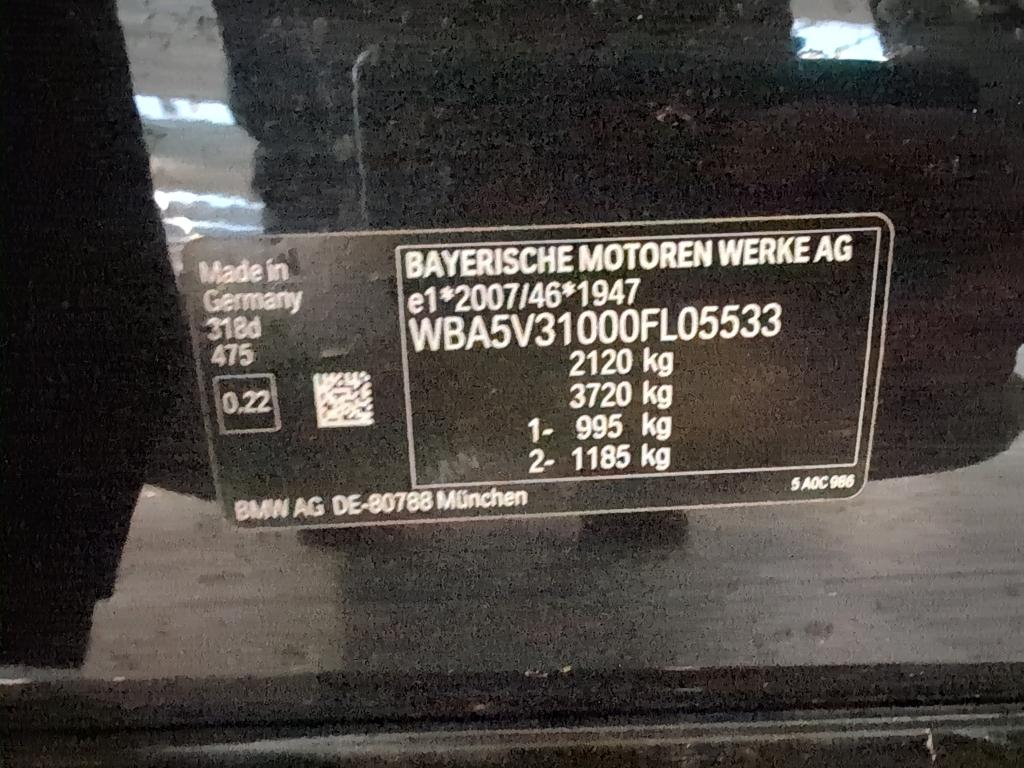 Made in
Germany
318d
475
0.22
BAYERISCHE MOTOREN WERKE AG
e1*2007/46*1947
WBA5V31000FL05533
2120 kg
3720 kg
1- 995 kg
2- 1185 kg
BMW AG DE-80788 München
5 A0C 986